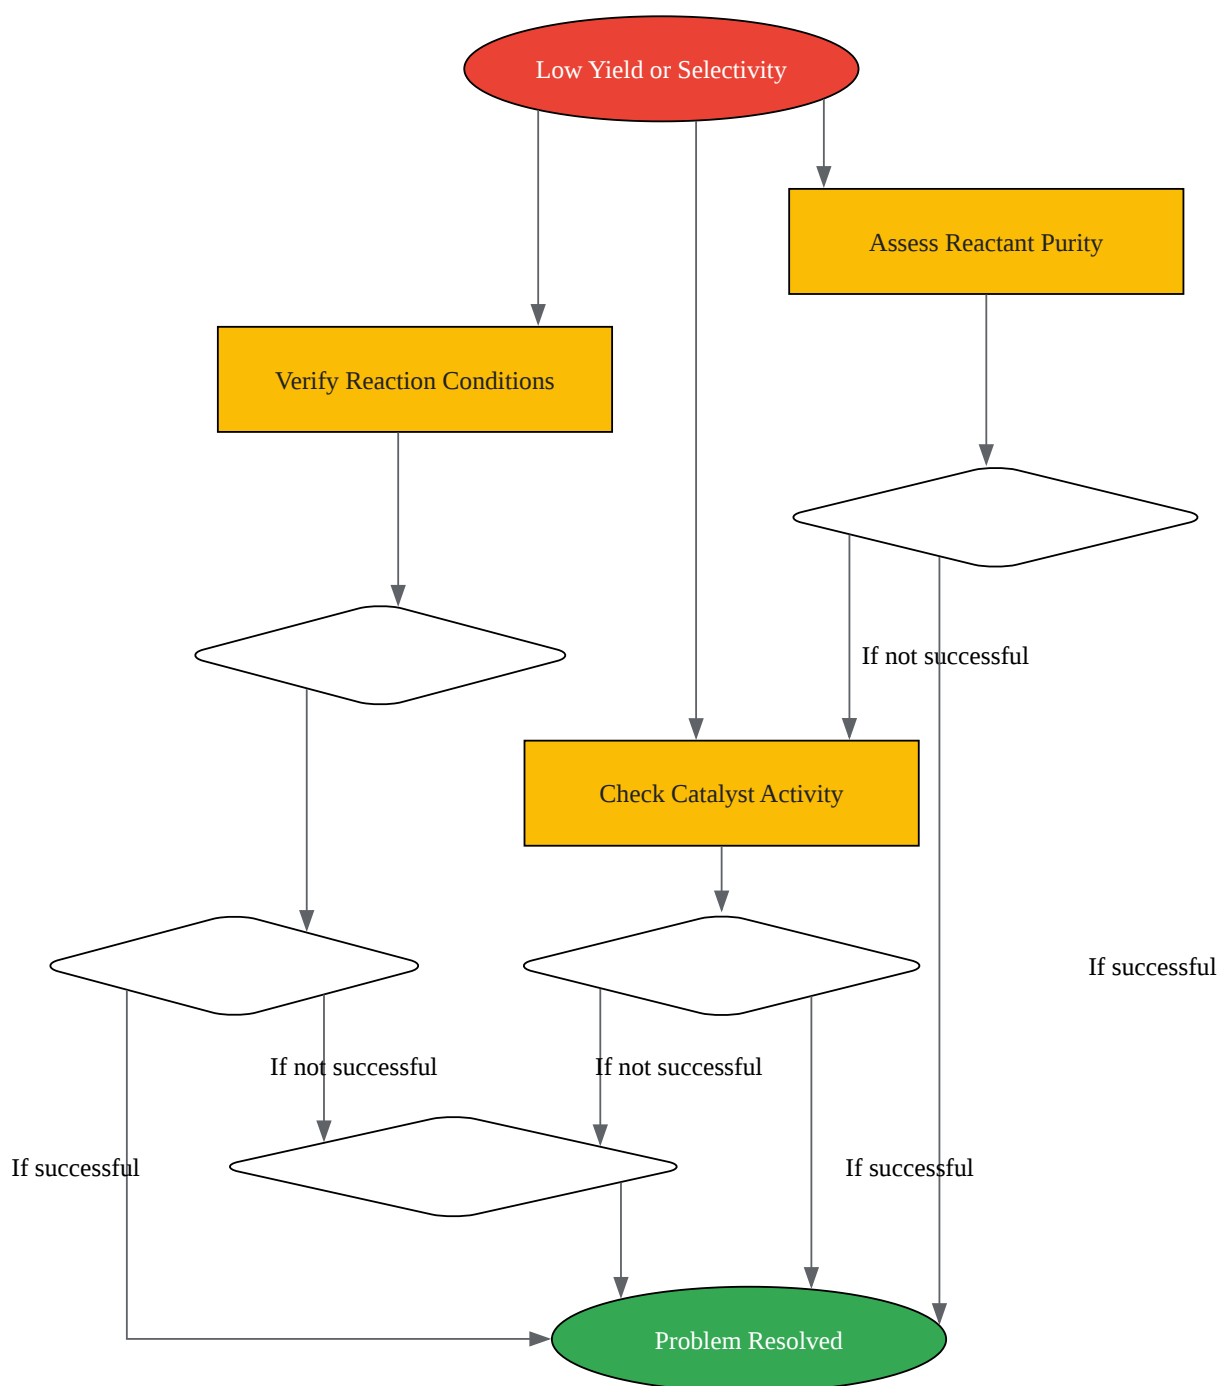 Low Yield or Selectivity
Assess Reactant Purity
Verify Reaction Conditions
If not successful
Check Catalyst Activity
If successful
If not successful
If not successful
If successful
If successful
Problem Resolved